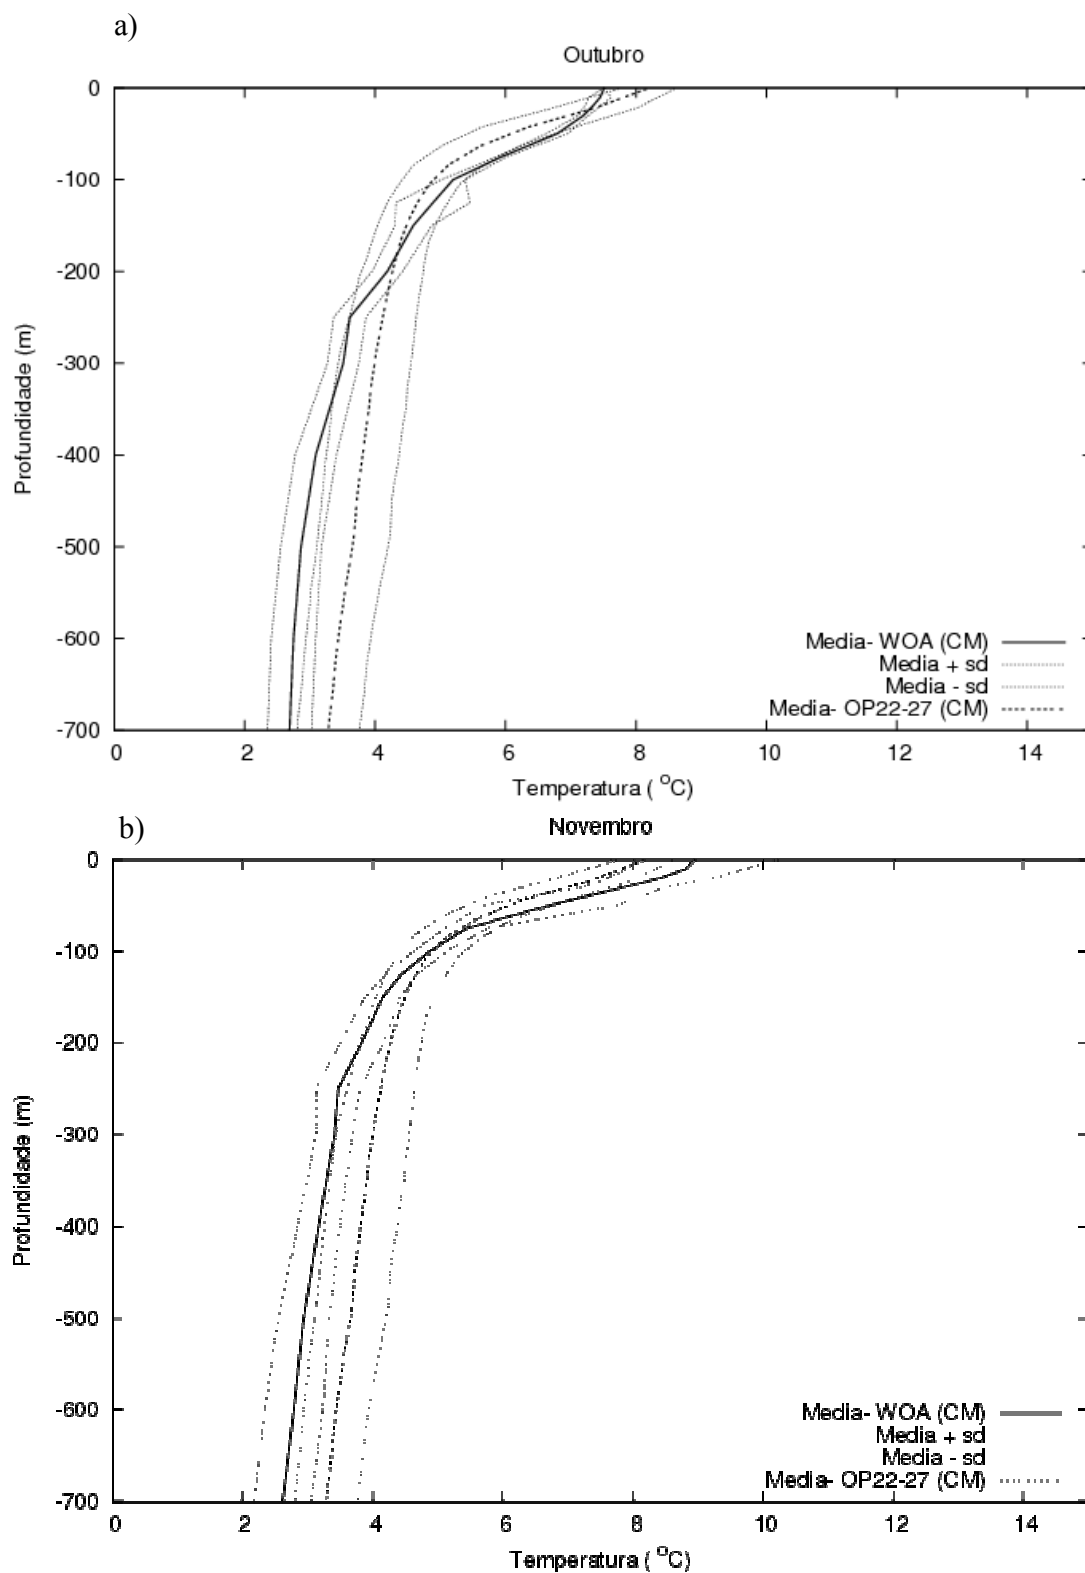 a)
Outubro
0
-100
-200
-300
-400
-500
-600
-700
Profundidade (m)
Media- WOA (CM)
Media + sd
Media - sd
Media- OP22-27 (CM)
0 2 4 6 8 10 12 14
Temperatura ( °C)
b)
Novembro
0
-100
-200
-300
-400
-500
-600
-700
Profundidade (m)
Media- WOA (CM)
Media + sd
Media - sd
Media- OP22-27 (CM)
0 2 4 6 8 10 12 14
Temperatura ( °C)